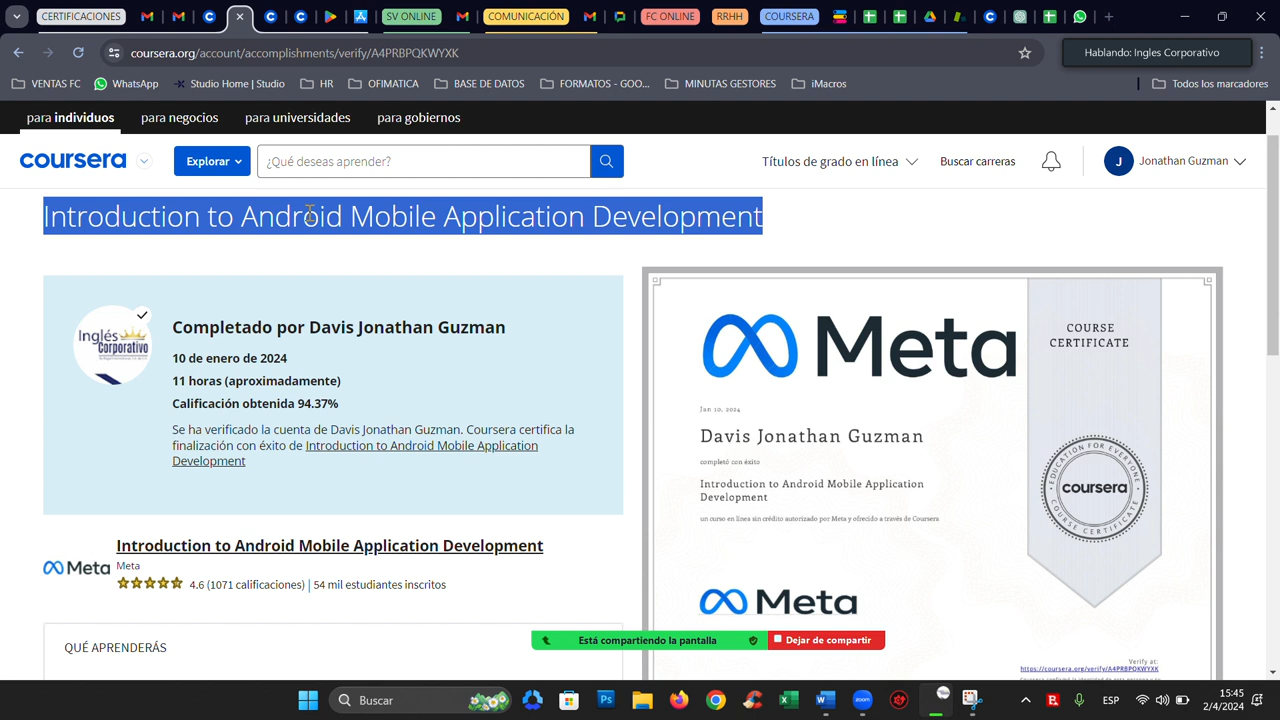 CERTIFICACIONES
SV ONLINE
COMUNICACIÓN
FC ONLINE
RRHH
COURSERA
coursera.org/account/accomplishments/verify/A4PRBPQKWYXK
Hablando: Ingles Corporativo
VENTAS FC
WhatsApp
Studio Home | Studio
HR
OFIMATICA
BASE DE DATOS
FORMATOS - GOO...
MINUTAS GESTORES
iMacros
Todos los marcadores
para individuos
para negocios
para universidades
para gobiernos
coursera
Explorar
¿Qué deseas aprender?
Títulos de grado en línea
Buscar carreras
J
Jonathan Guzman
Introduction to Android Mobile Application Development
Inglés
Corporativo
Completado por Davis Jonathan Guzman
10 de enero de 2024
11 horas (aproximadamente)
Calificación obtenida 94.37%
Se ha verificado la cuenta de Davis Jonathan Guzman. Coursera certifica la
finalización con éxito de Introduction to Android Mobile Application
Development
Introduction to Android Mobile Application Development
Meta
Meta
4.6 (1071 calificaciones) | 54 mil estudiantes inscritos
QUÉ APRENDERÁS
Meta
COURSE
CERTIFICATE
Jan 10, 2024
Davis Jonathan Guzman
completó con éxito
Introduction to Android Mobile Application
Development
un curso en línea sin crédito autorizado por Meta y ofrecido a través de Coursera
EDUCATION FOR EVERYONE
coursera
COURSE CERTIFICATE
Meta
Verify at:
https://coursera.org/verify/A4PRBPQKWYXK
Está compartiendo la pantalla
Dejar de compartir
Buscar
Ps
zoom
ESP
15:45
2/4/2024